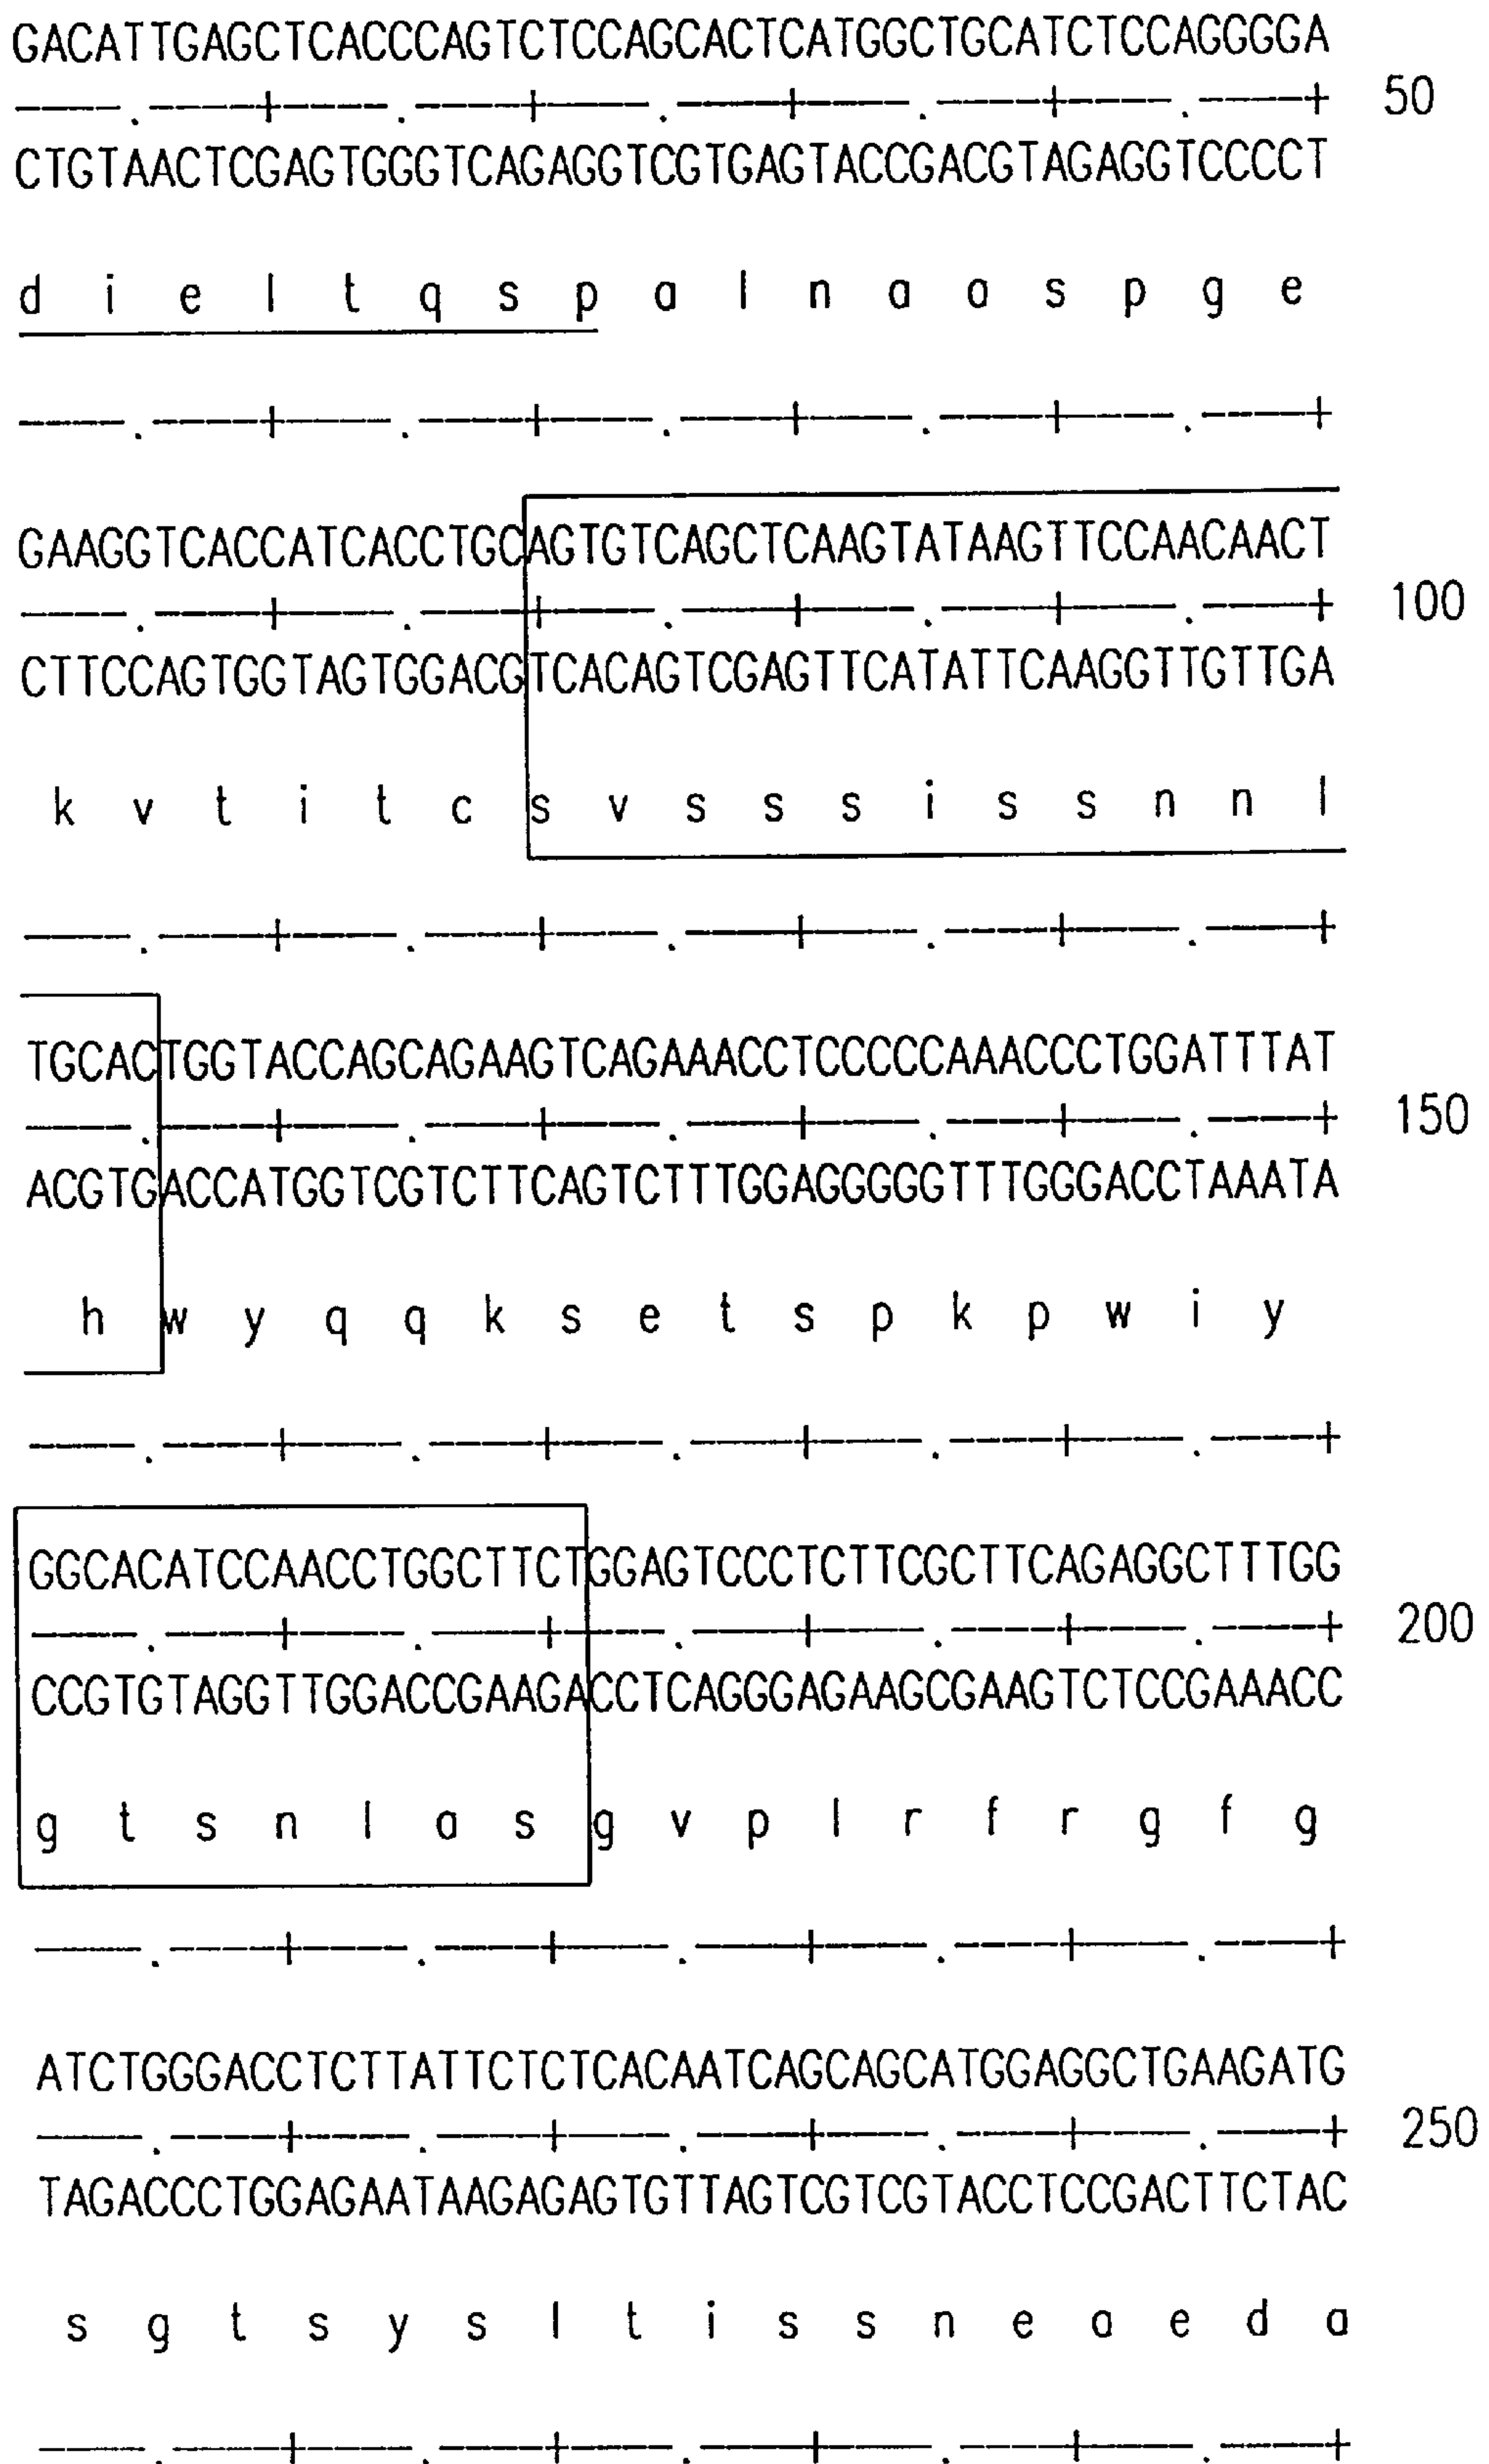 GACATTGAGCTCACCCAGTCTCCAGCACTCATGGCTGCATCTCCAGGGGA
50
CTGTAACTCGAGTGGGTCAGAGGTCGTGAGTACCGACGTAGAGGTCCCCT
d i e l t q s p a l n a a s p g e
GAAGGTCACCATCACCTGCAGTGTCAGCTCAAGTATAAGTTCCAACAACT
100
CTTCCAGTGGTAGTGGACGTCACAGTCGAGTTCATATTCAAGGTTGTTGA
k v t i t c s v s s s i s s n n l
TGCACTGGTACCAGCAGAAGTCAGAAACCTCCCCCAAACCCTGGATTTAT
150
ACGTGACCATGGTCGTCTTCAGTCTTTGGAGGGGGTTTGGGACCTAAATA
h w y q q k s e t s p k p w i y
GGCACATCCAACCTGGCTTCTGGAGTCCCTCTTCGCTTCAGAGGCTTTGG
200
CCGTGTAGGTTGGACCGAAGACCTCAGGGAGAAGCGAAGTCTCCGAAACC
g t s n l a s g v p l r f r g f g
ATCTGGGACCTCTTATTCTCTCACAATCAGCAGCATGGAGGCTGAAGATG
250
TAGACCCTGGAGAATAAGAGAGTGTTAGTCGTCGTACCTCCGACTTCTAC
s g t s y s l t i s s n e a e d a